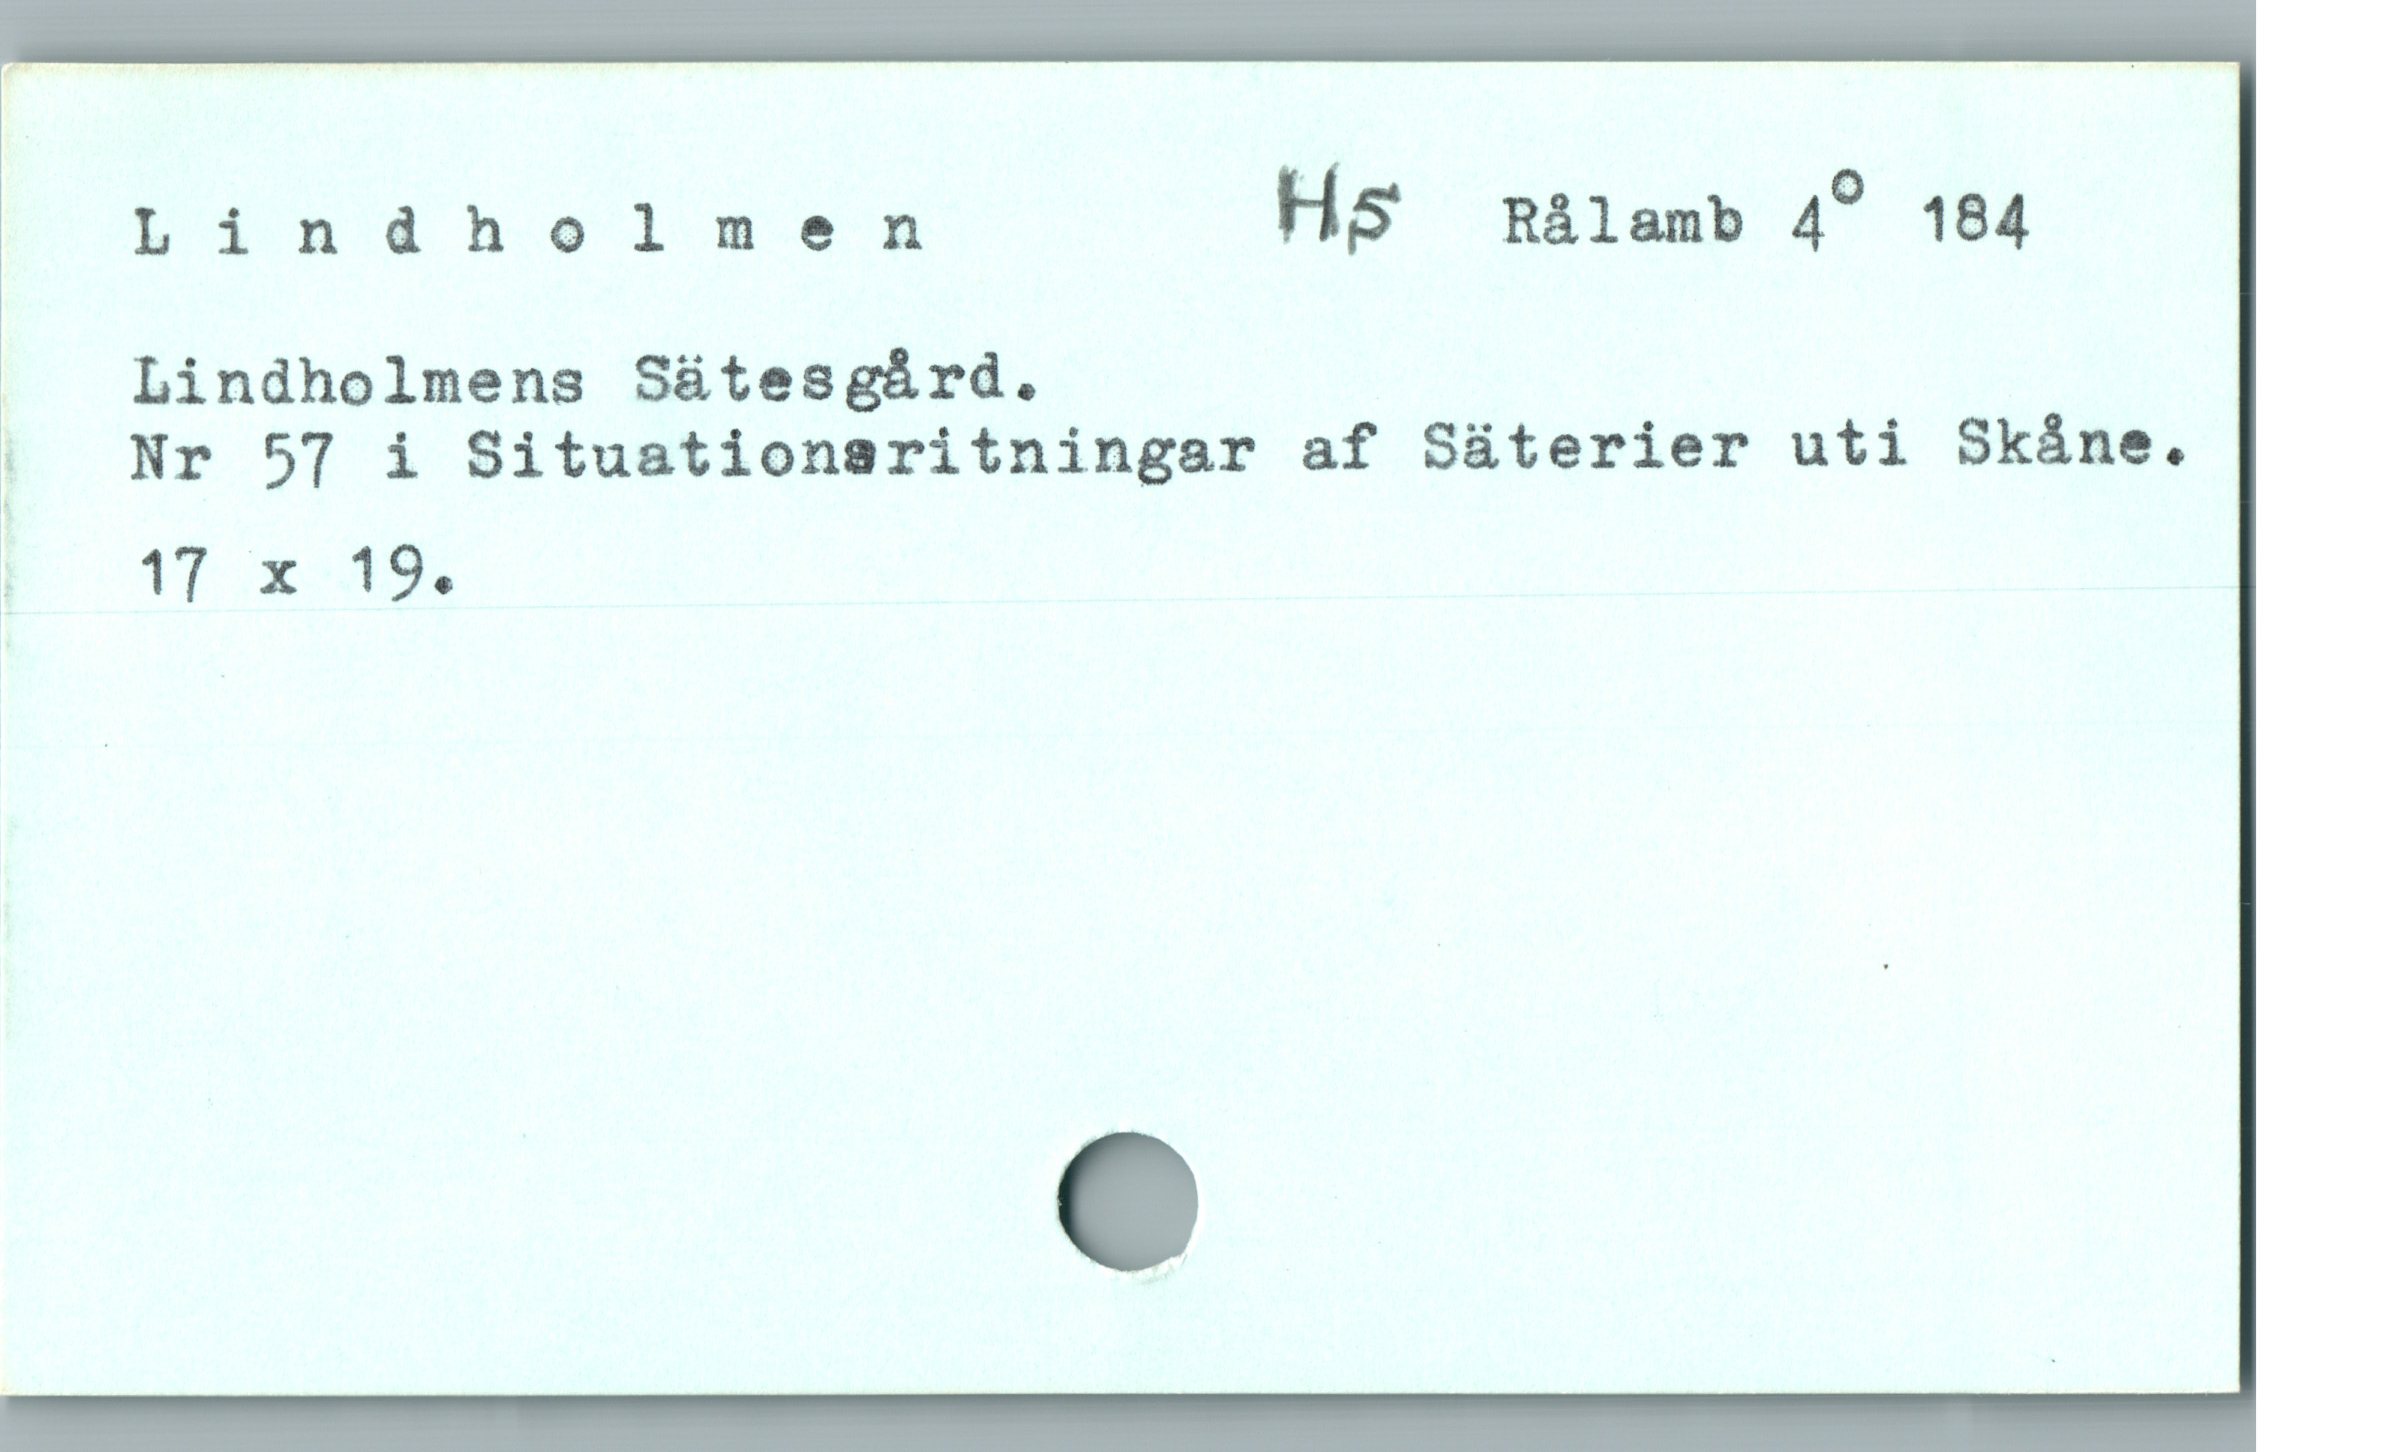 L i n d h o l m e n Hs Rålamb 4° 184
Lindholmens Sätesgård.
Nr 57 i Situationsritningar af Säterier uti Skåne.
17 x 19.